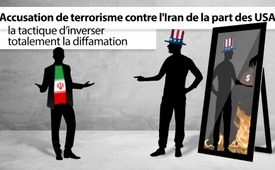 Accusation de terrorisme contre l'Iran de la part des USA
la tactique d’inverser
totalement la diffamation
$